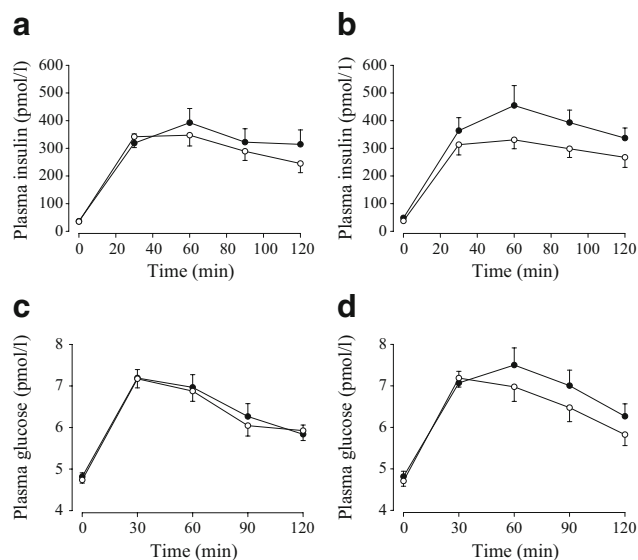 a
b
600
500
400
300
200
100
0
Plasma insulin (pmol/l)
0 20 40 60 80 100 120
Time (min)
600
500
400
300
200
100
0
Plasma insulin (pmol/1)
0 20 40 60 80 100 120
Time (min)
c
d
8
7
6
5
4
Plasma glucose (pmol/l)
0 30 60 90 120
Time (min)
8
7
6
5
4
Plasma glucose (pmol/l)
0 30 60 90 120
Time (min)